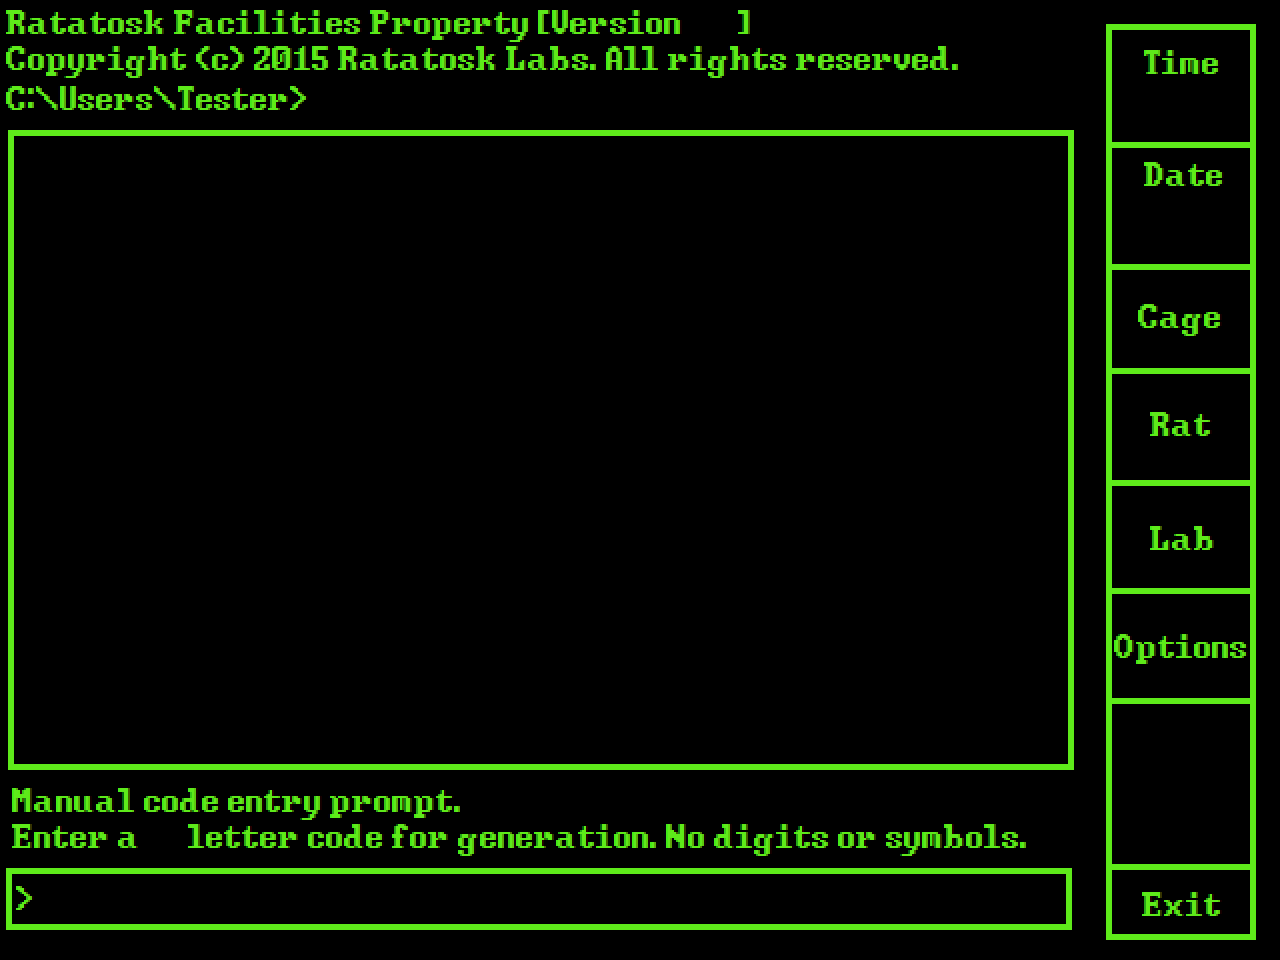 Ratatosk Facilities Property [Version ]
Copyright (c) 2015 Ratatosk Labs. All rights reserved.
C:\Users\Tester>
Time
Date
Cage
Rat
Lab
Options
Manual code entry prompt.
Enter a letter code for generation. No digits or symbols.
>
Exit